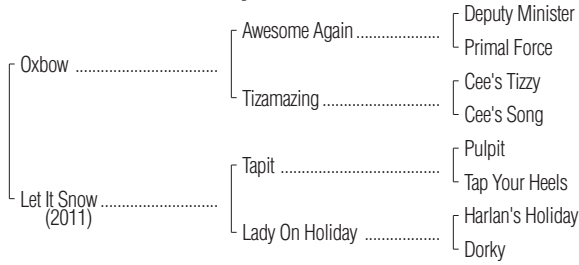 Deputy Minister
Awesome Again ....................
Primal Force
Oxbow ..................................
Cee's Tizzy
Tizamazing .............................
Cee's Song
Pulpit
Tapit ......................................
Tap Your Heels
Let It Snow ............................
(2011)
Harlan's Holiday
Lady On Holiday ..................
Dorky